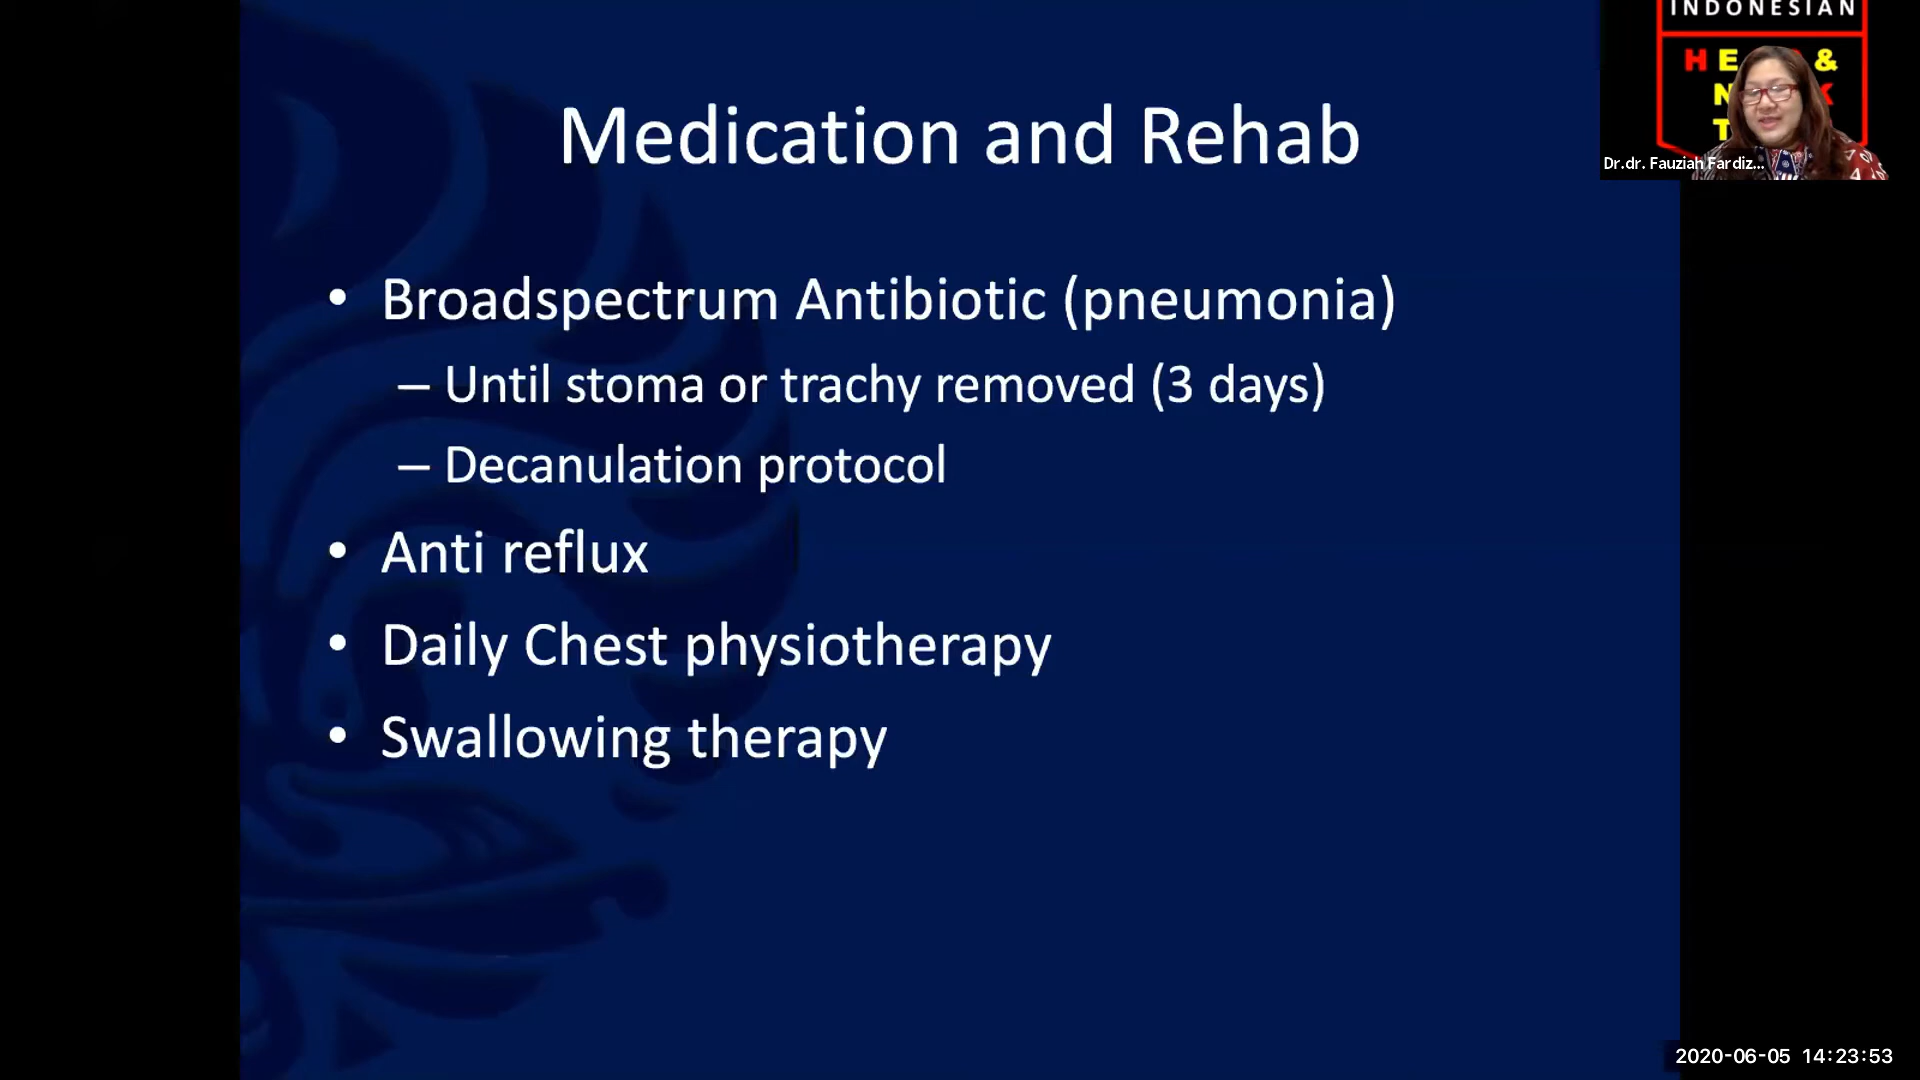 INDONESIAN
H E &
N K
T
Dr.dr. Fauziah Fardiz...
Medication and Rehab
• Broadspectrum Antibiotic (pneumonia)
– Until stoma or trachy removed (3 days)
– Decanulation protocol
• Anti reflux
• Daily Chest physiotherapy
• Swallowing therapy
2020-06-05 14:23:53